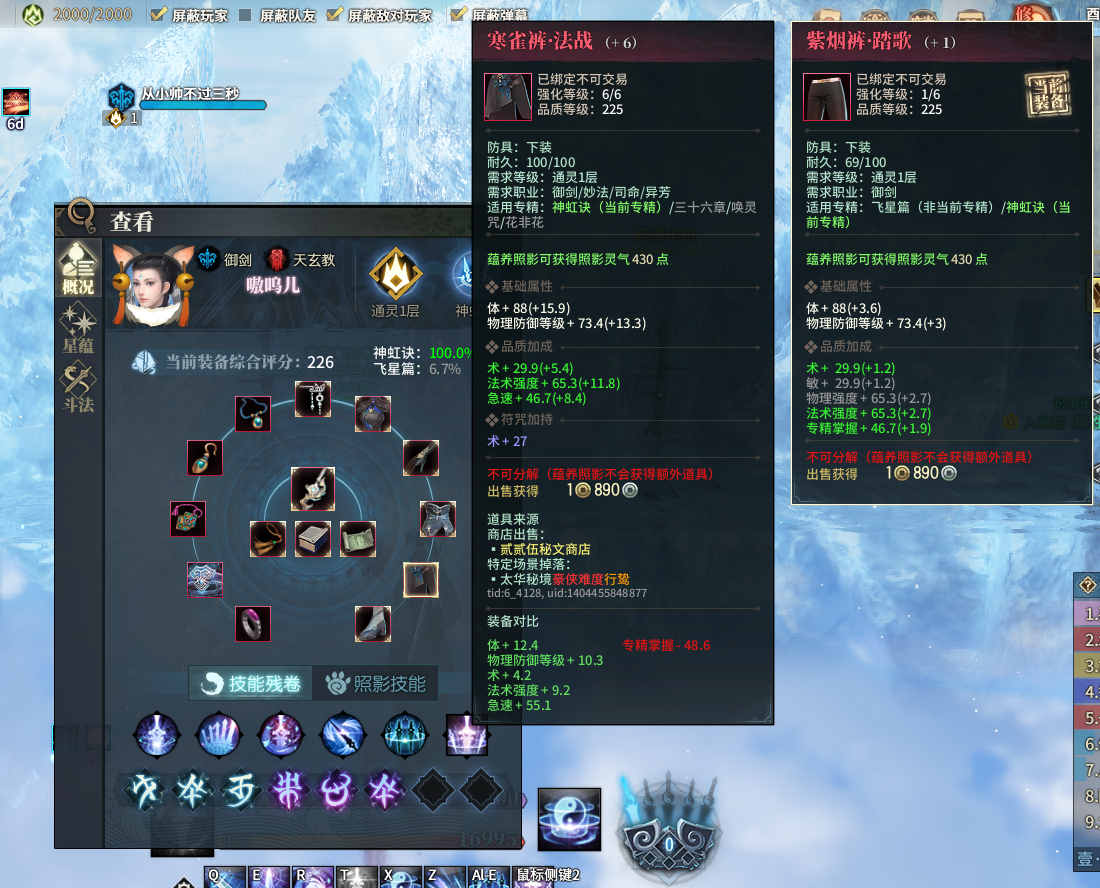 2000/2000
屏蔽玩家
屏蔽队友
屏蔽敌对玩家
屏蔽弹幕
6d
从小帅不过三秒
1
查看
概况
星蕴
斗法
御剑
天玄教
嗷呜儿
通灵1层
当前装备综合评分：226
神虹诀：100.0%
飞星篇：6.7%
技能残卷
照影技能
寒雀裤·法战 （+6）
已绑定不可交易
强化等级：6/6
品质等级：225
防具：下装
耐久：100/100
需求等级：通灵1层
需求职业：御剑/妙法/司命/异芳
适用专精：神虹诀（当前专精）/三十六章/唤灵
咒/花非花
蕴养照影可获得照影灵气 430 点
基础属性
体 + 88(+15.9)
物理防御等级 + 73.4(+13.3)
品质加成
术 + 29.9(+5.4)
法术强度 + 65.3(+11.8)
急速 + 46.7(+8.4)
符咒加持
术 + 27
不可分解（蕴养照影不会获得额外道具）
出售获得 1 890
道具来源
商店出售：
▪贰贰伍秘文商店
特定场景掉落：
▪太华秘境豪侠难度行鸷
tid:6_4128, uid:1404455848877
装备对比
体 + 12.4 专精掌握 - 48.6
物理防御等级 + 10.3
术 + 4.2
法术强度 + 9.2
急速 + 55.1
紫烟裤·踏歌 （+1）
已绑定不可交易
强化等级：1/6
品质等级：225
当前
装备
防具：下装
耐久：69/100
需求等级：通灵1层
需求职业：御剑
适用专精：飞星篇（非当前专精）/神虹诀（当
前专精）
蕴养照影可获得照影灵气 430 点
基础属性
体 + 88(+3.6)
物理防御等级 + 73.4(+3)
品质加成
术 + 29.9(+1.2)
敏 + 29.9(+1.2)
物理强度 + 65.3(+2.7)
法术强度 + 65.3(+2.7)
专精掌握 + 46.7(+1.9)
不可分解（蕴养照影不会获得额外道具）
出售获得 1 890
修
1.
2.
3.
4.
5.
6.
7.
8.
9.
壹
16995
0
Q
E
R
T
X
Z
Al-E
鼠标侧键2